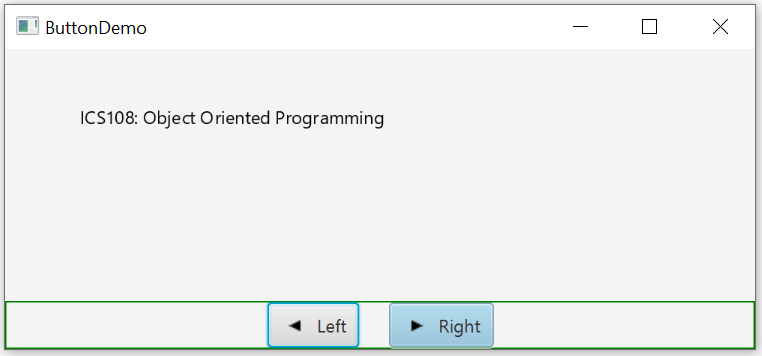 ButtonDemo
ICS108: Object Oriented Programming
Left Right